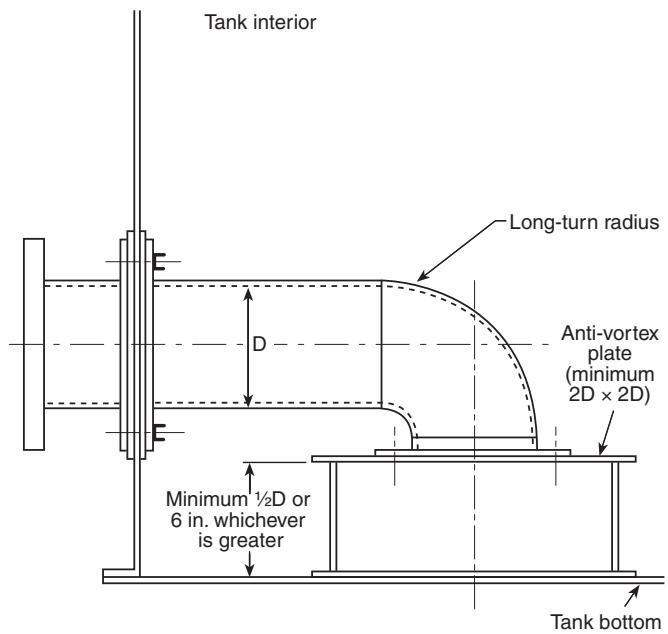 Tank interior
Long-turn radius
D
Anti-vortex
plate
(minimum
2D × 2D)
Minimum ½D or
6 in. whichever
is greater
Tank bottom